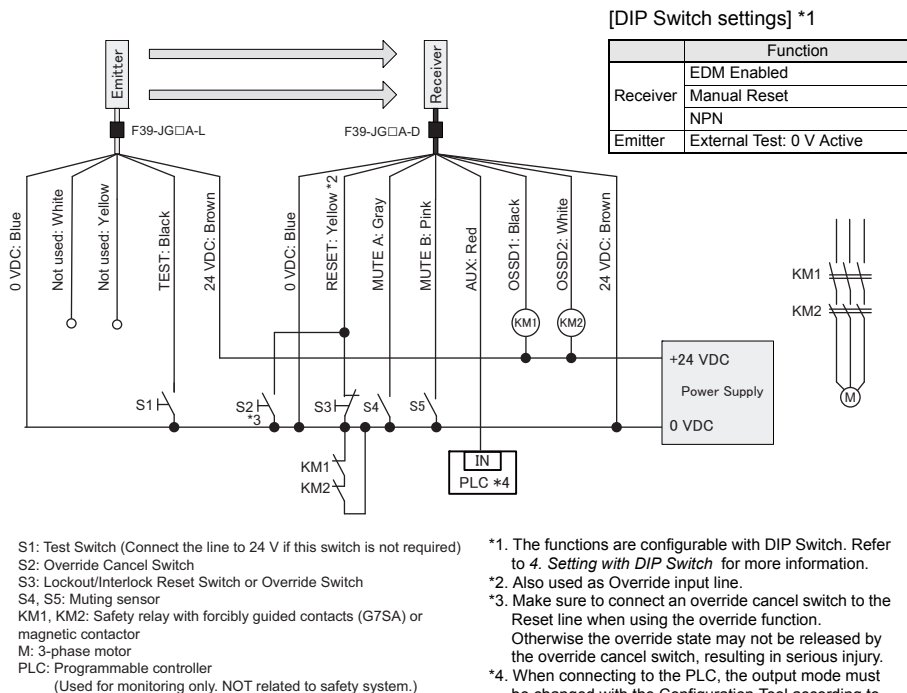 [DIP Switch settings] *1
Function
Receiver
EDM Enabled
Manual Reset
NPN
Emitter
External Test: 0 V Active
Emitter
Receiver
F39-JG□A-L
F39-JG□A-D
0 VDC: Blue
Not used: White
Not used: Yellow
TEST: Black
24 VDC: Brown
0 VDC: Blue
RESET: Yellow *2
MUTE A: Gray
MUTE B: Pink
AUX: Red
OSSD1: Black
OSSD2: White
24 VDC: Brown
KM1
KM2
KM1
KM2
M
+24 VDC
Power Supply
0 VDC
S1
S2
*3
S3
S4
S5
KM1
KM2
IN
PLC *4
S1: Test Switch (Connect the line to 24 V if this switch is not required)
S2: Override Cancel Switch
S3: Lockout/Interlock Reset Switch or Override Switch
S4, S5: Muting sensor
KM1, KM2: Safety relay with forcibly guided contacts (G7SA) or
magnetic contactor
M: 3-phase motor
PLC: Programmable controller
(Used for monitoring only. NOT related to safety system.)
*1. The functions are configurable with DIP Switch. Refer
to 4. Setting with DIP Switch for more information.
*2. Also used as Override input line.
*3. Make sure to connect an override cancel switch to the
Reset line when using the override function.
Otherwise the override state may not be released by
the override cancel switch, resulting in serious injury.
*4. When connecting to the PLC, the output mode must
be changed with the Configuration Tool according to